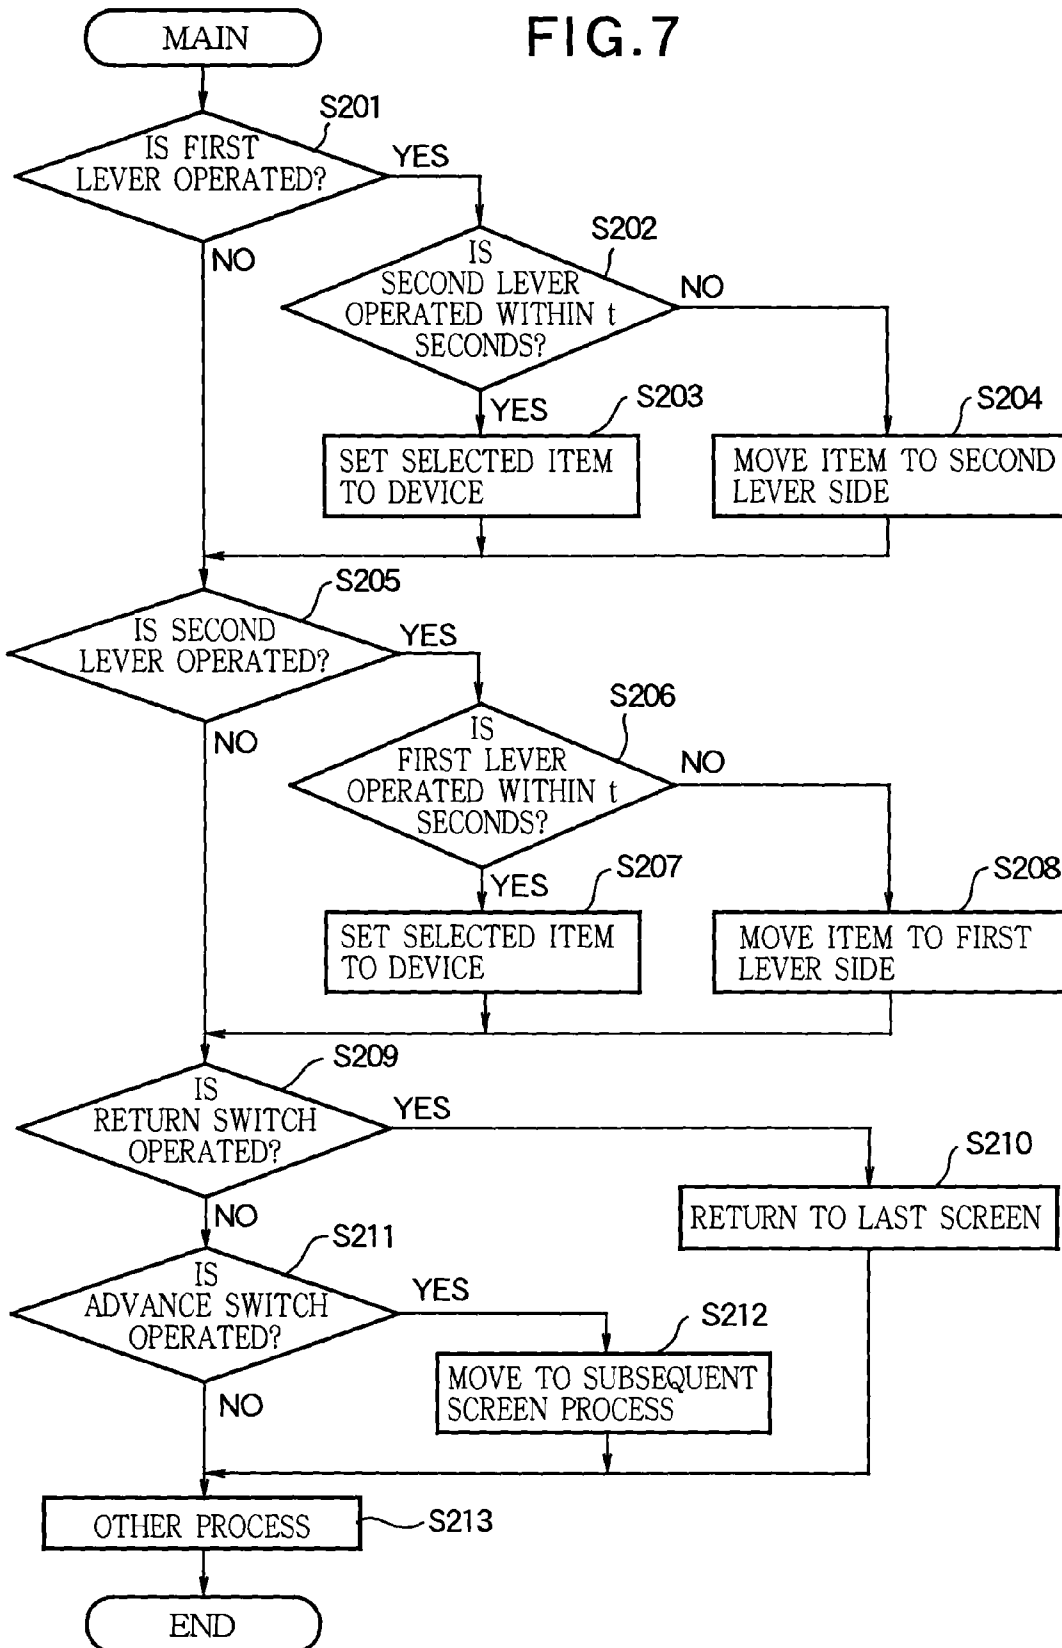 FIG.7
MAIN
S201
IS FIRST
LEVER OPERATED?
YES
NO
S202
IS
SECOND LEVER
OPERATED WITHIN t
SECONDS?
NO
YES
S203
SET SELECTED ITEM
TO DEVICE
S204
MOVE ITEM TO SECOND
LEVER SIDE
S205
IS SECOND
LEVER OPERATED?
YES
NO
S206
IS
FIRST LEVER
OPERATED WITHIN t
SECONDS?
NO
YES
S207
SET SELECTED ITEM
TO DEVICE
S208
MOVE ITEM TO FIRST
LEVER SIDE
S209
IS
RETURN SWITCH
OPERATED?
YES
NO
S210
RETURN TO LAST SCREEN
S211
IS
ADVANCE SWITCH
OPERATED?
YES
NO
S212
MOVE TO SUBSEQUENT
SCREEN PROCESS
OTHER PROCESS
S213
END